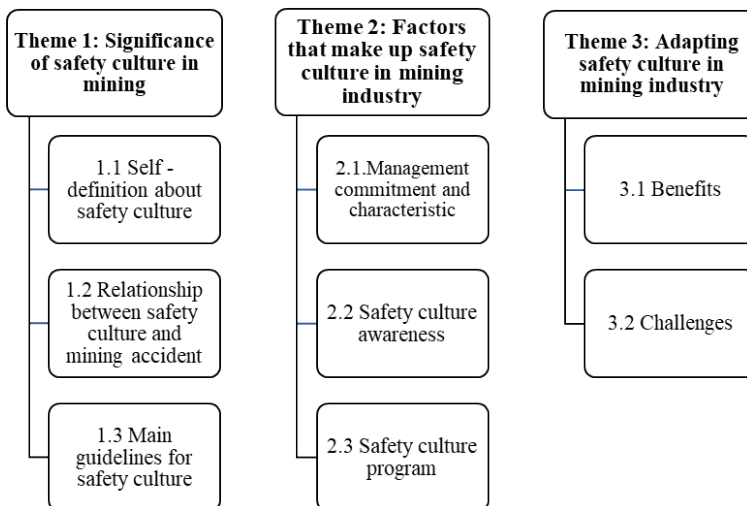 Theme 1: Significance
of safety culture in
mining
1.1 Self -
definition about
safety culture
1.2 Relationship
between safety
culture and
mining accident
1.3 Main
guidelines for
safety culture
Theme 2: Factors
that make up safety
culture in mining
industry
2.1.Management
commitment and
characteristic
2.2 Safety culture
awareness
2.3 Safety culture
program
Theme 3: Adapting
safety culture in
mining industry
3.1 Benefits
3.2 Challenges